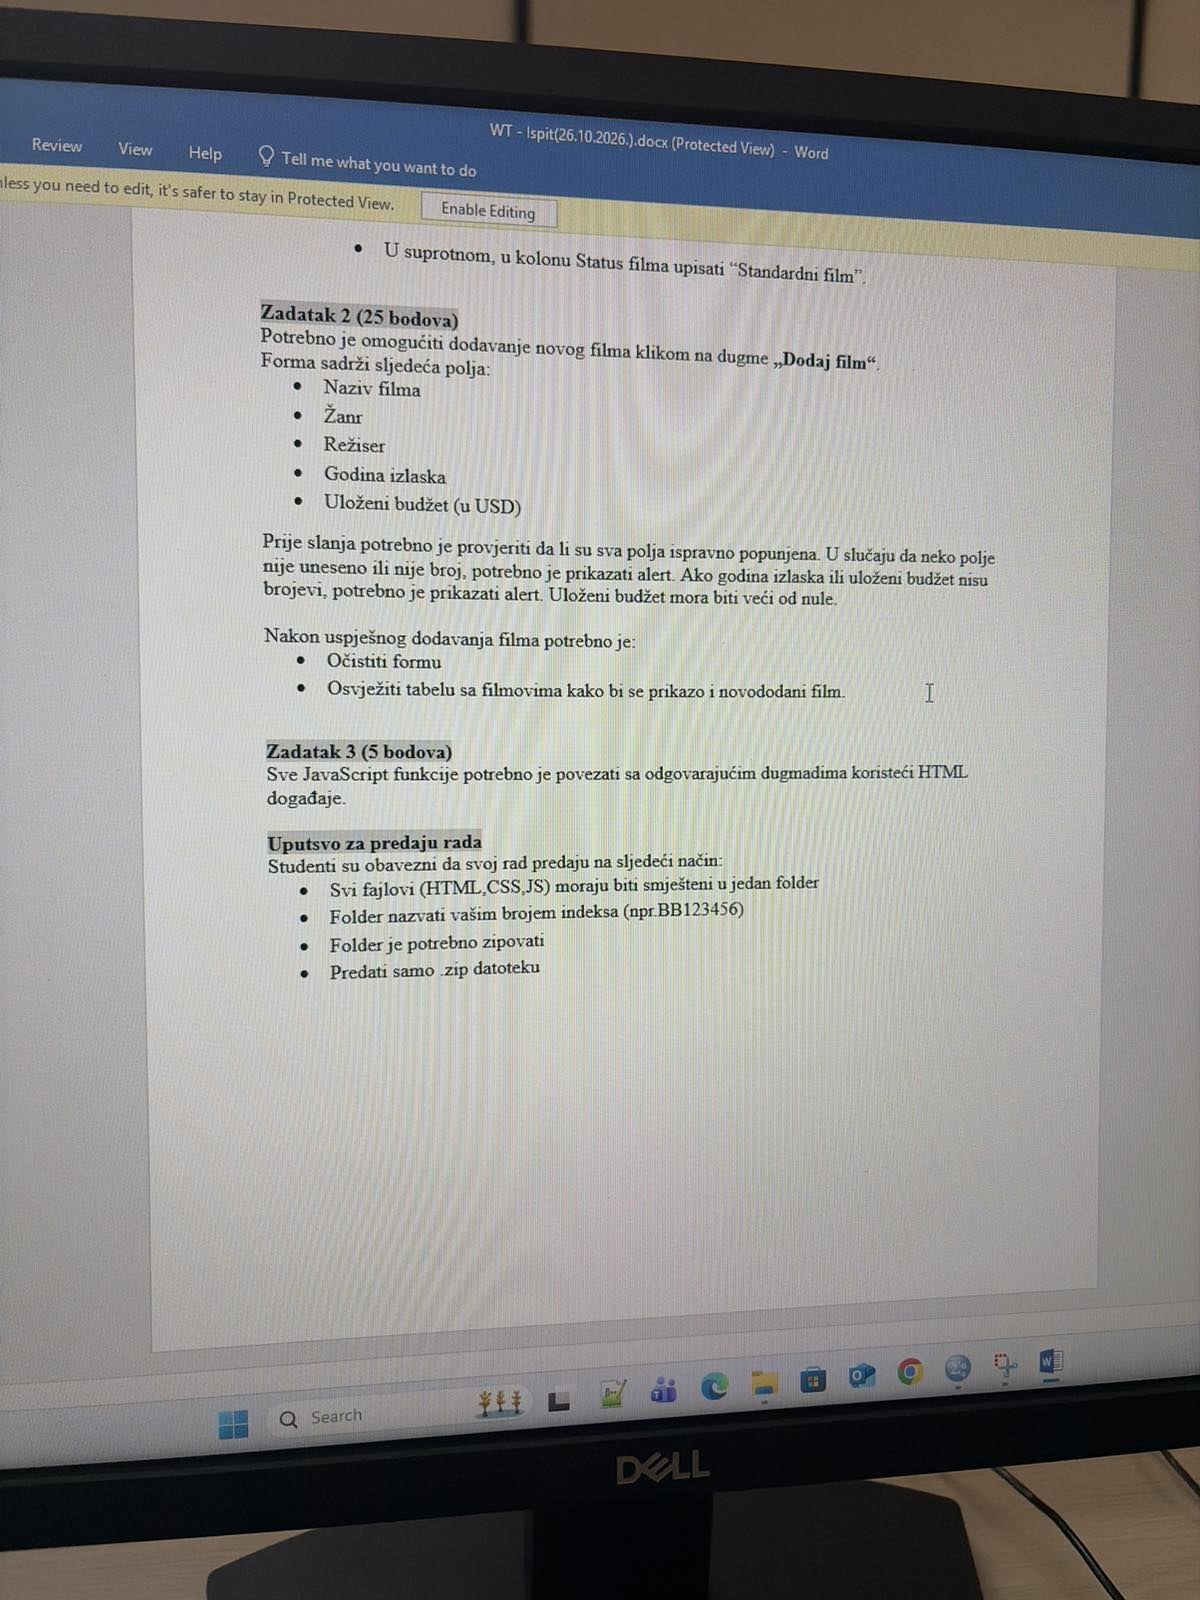 WT - Ispit(26.10.2026.).docx (Protected View) - Word
Review View Help Tell me what you want to do
less you need to edit, it's safer to stay in Protected View. Enable Editing
• U suprotnom, u kolonu Status filma upisati “Standardni film”.
Zadatak 2 (25 bodova)
Potrebno je omogućiti dodavanje novog filma klikom na dugme „Dodaj film“.
Forma sadrži sljedeća polja:
• Naziv filma
• Žanr
• Režiser
• Godina izlaska
• Uloženi budžet (u USD)
Prije slanja potrebno je provjeriti da li su sva polja ispravno popunjena. U slučaju da neko polje
nije uneseno ili nije broj, potrebno je prikazati alert. Ako godina izlaska ili uloženi budžet nisu
brojevi, potrebno je prikazati alert. Uloženi budžet mora biti veći od nule.
Nakon uspješnog dodavanja filma potrebno je:
• Očistiti formu
• Osvježiti tabelu sa filmovima kako bi se prikazo i novododani film.
Zadatak 3 (5 bodova)
Sve JavaScript funkcije potrebno je povezati sa odgovarajućim dugmadima koristeći HTML
događaje.
Uputsvo za predaju rada
Studenti su obavezni da svoj rad predaju na sljedeći način:
• Svi fajlovi (HTML,CSS,JS) moraju biti smješteni u jedan folder
• Folder nazvati vašim brojem indeksa (npr.BB123456)
• Folder je potrebno zipovati
• Predati samo .zip datoteku
Search
DELL